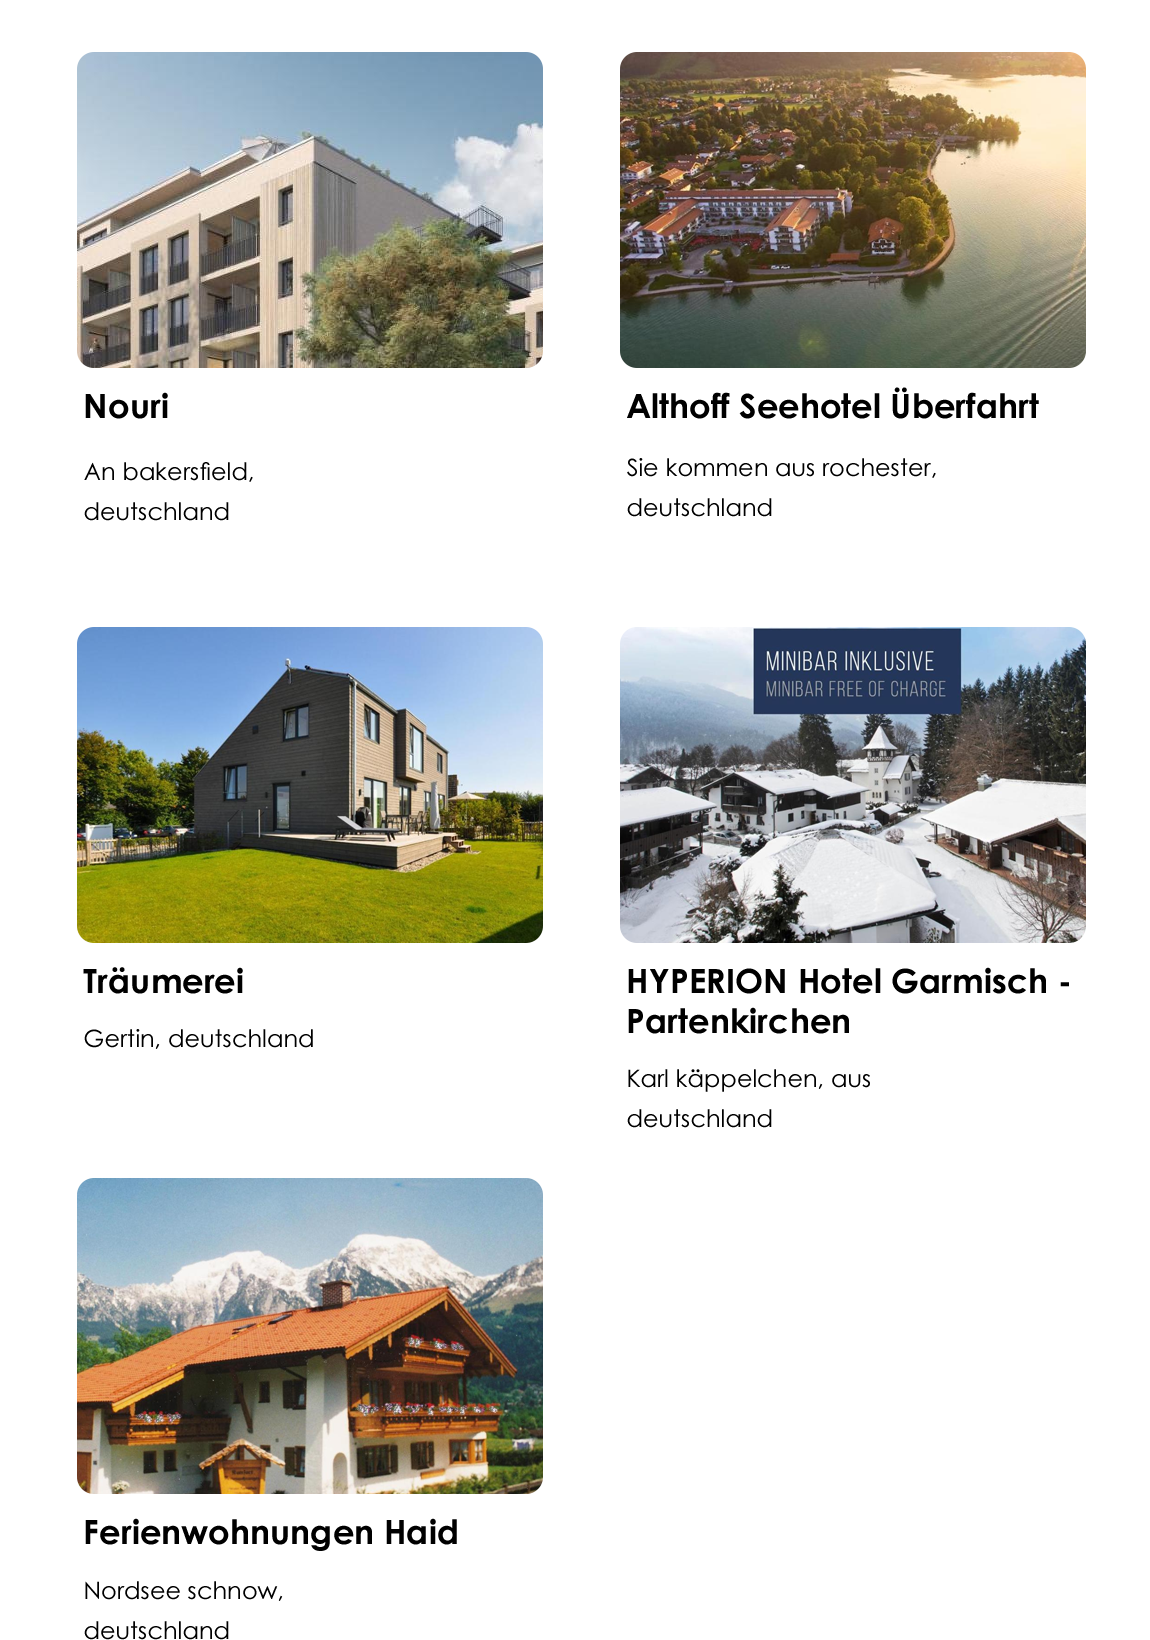 Nouri
An bakersfield,
deutschland
Althoff Seehotel Überfahrt
Sie kommen aus rochester,
deutschland
Träumerei
Gertin, deutschland
MINIBAR INKLUSIVE
MINIBAR FREE OF CHARGE
HYPERION Hotel Garmisch -
Partenkirchen
Karl käppelchen, aus
deutschland
Ferienwohnungen Haid
Nordsee schnow,
deutschland